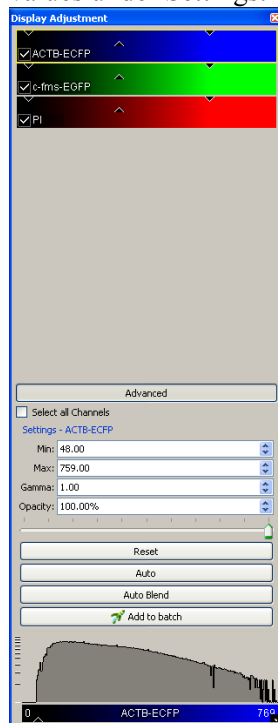 Display Adjustment
ACTB-ECFP
c-fms-EGFP
PI
Advanced
Select all Channels
Settings - ACTB-ECFP
Min: 48.00
Max: 759.00
Gamma: 1.00
Opacity: 100.00%
Reset
Auto
Auto Blend
Add to batch
0 ACTB-ECFP 769